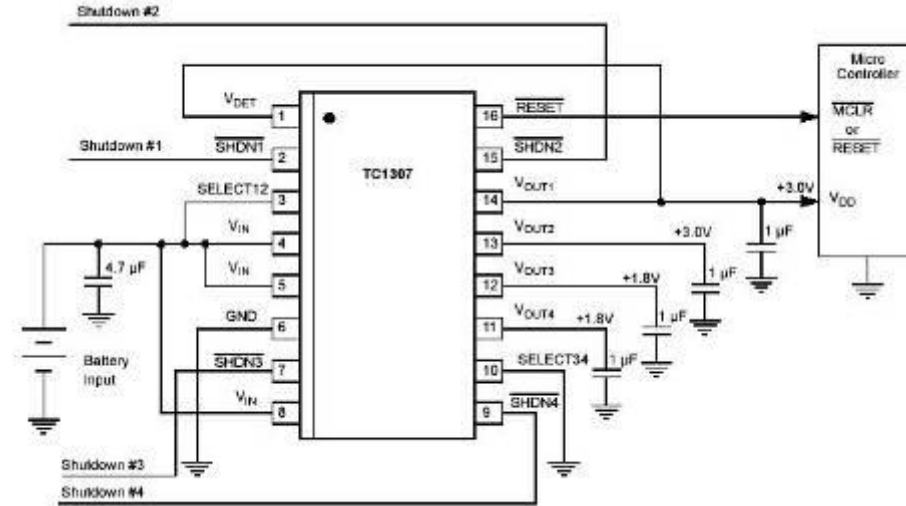 Shutdown #2
Micro
Controller
VDET
1
16
RESET
MCLR
or
RESET
Shutdown #1
SHDN1
2
15
SHDN2
TC1307
SELECT12
3
14
VOUT1
+3.0V
VDD
VIN
4
13
VOUT2
+3.0V
1 µF
4.7 µF
VIN
5
12
VOUT3
+1.8V
1 µF
GND
6
11
VOUT4
+1.8V
1 µF
Battery
Input
SHDN3
7
10
SELECT34
1 µF
VIN
8
9
SHDN4
Shutdown #3
Shutdown #4